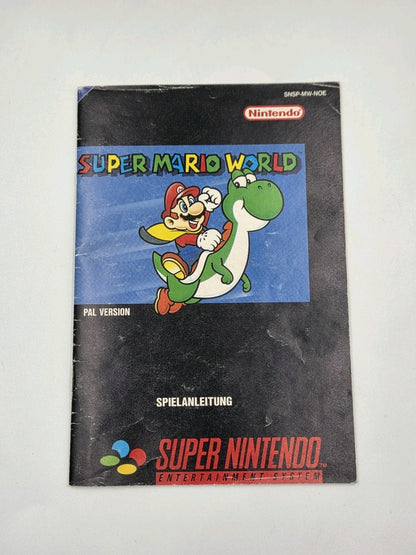 SNSP-MW-NOE
Nintendo
SUPER MARIO WORLD
PAL VERSION
SPIELANLEITUNG
SUPER NINTENDO
ENTERTAINMENT SYSTEM